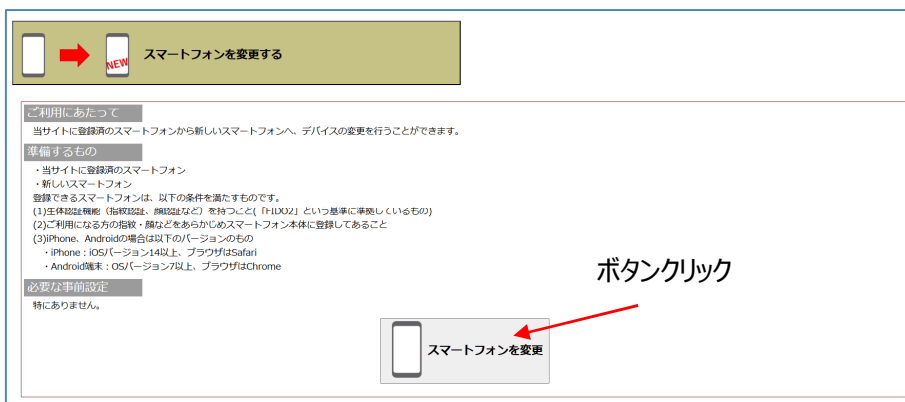 NEW
スマートフォンを変更する
ご利用にあたって
当サイトに登録済のスマートフォンから新しいスマートフォンへ、デバイスの変更を行うことができます。
準備するもの
・当サイトに登録済のスマートフォン
・新しいスマートフォン
登録できるスマートフォンは、以下の条件を満たすものです。
(1)生体認証機能（指紋認証、顔認証など）を持つこと(「FIDO2」という基準に準拠しているもの)
(2)ご利用になる方の指紋・顔などをあらかじめスマートフォン本体に登録してあること
(3)iPhone、Androidの場合は以下のバージョンのもの
・iPhone：iOSバージョン14以上、ブラウザはSafari
・Android端末：OSバージョン7以上、ブラウザはChrome
ボタンクリック
必要な事前設定
特にありません。
スマートフォンを変更